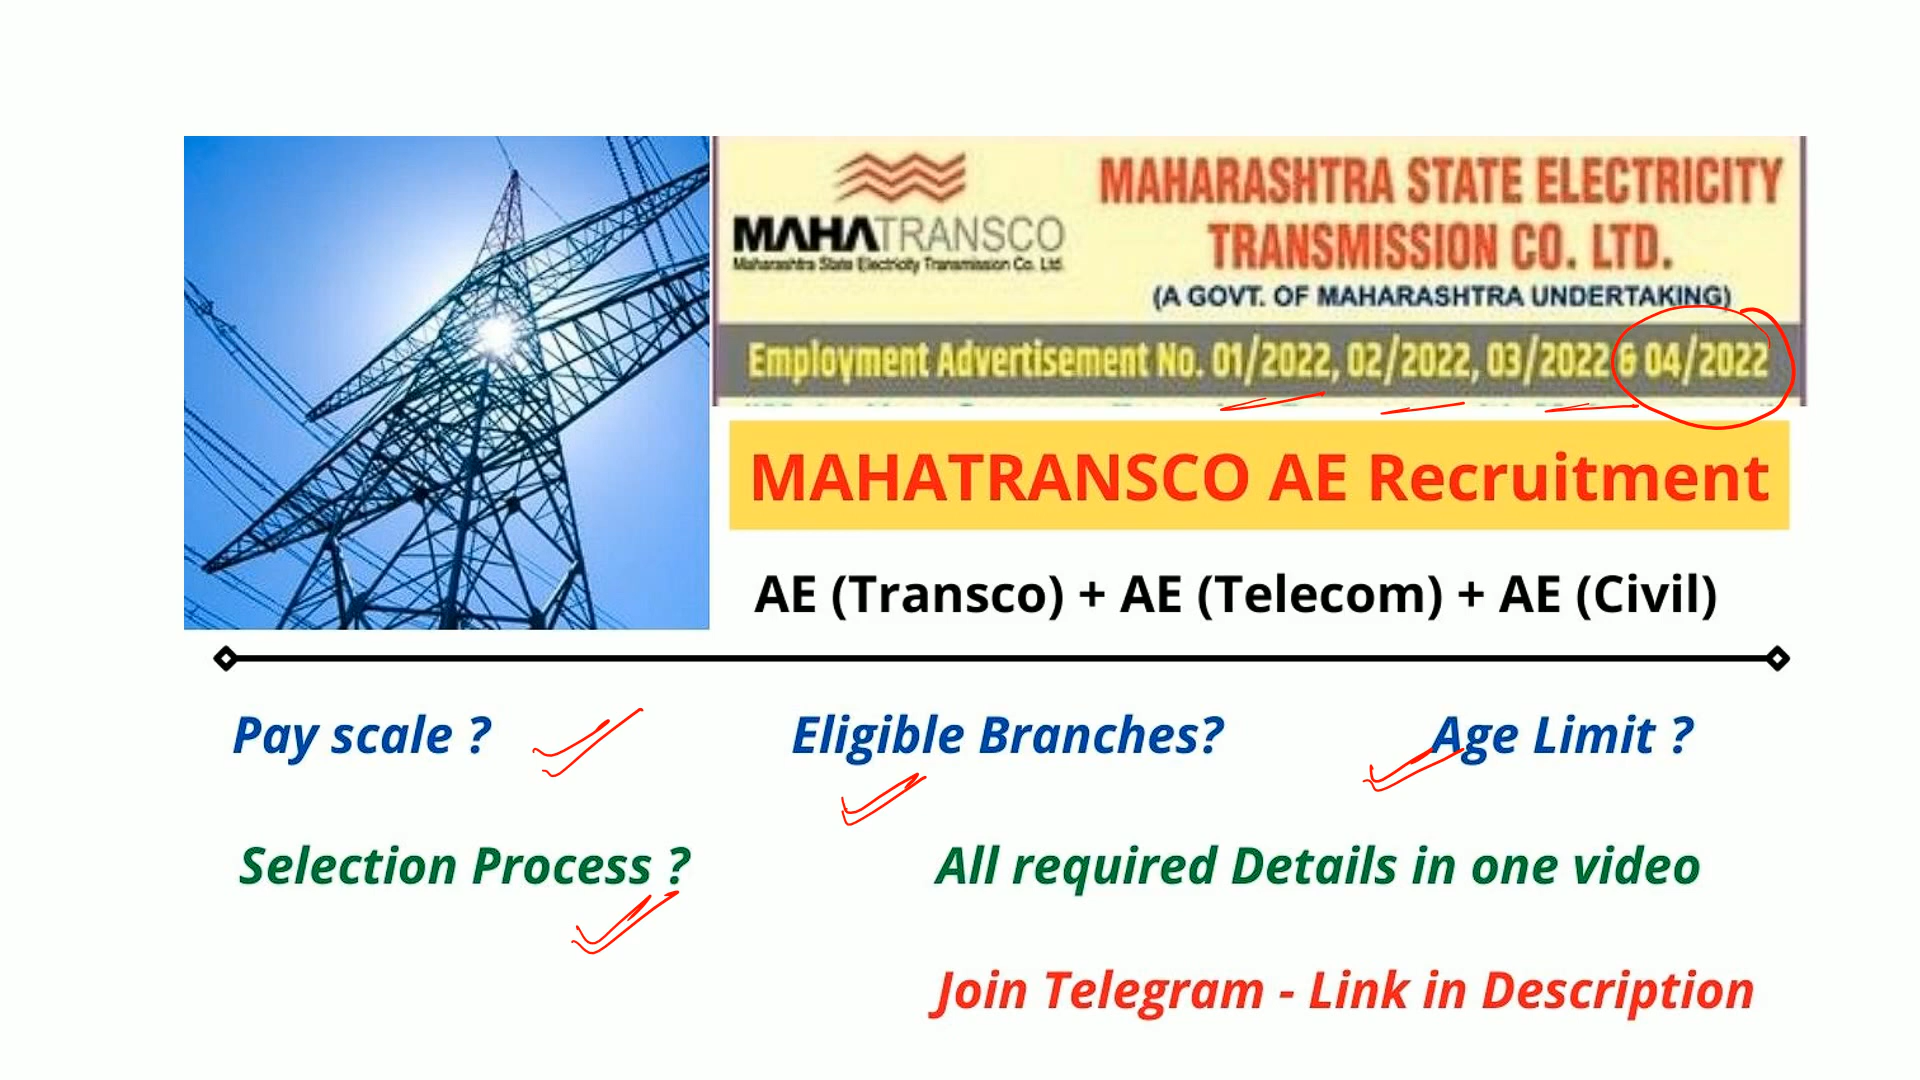 MAHATRANSCO
Maharashtra State Electricity Transmission Co. Ltd.
MAHARASHTRA STATE ELECTRICITY
TRANSMISSION CO. LTD.
(A GOVT. OF MAHARASHTRA UNDERTAKING)
Employment Advertisement No. 01/2022, 02/2022, 03/2022 & 04/2022
MAHATRANSCO AE Recruitment
AE (Transco) + AE (Telecom) + AE (Civil)
Pay scale ? Eligible Branches? Age Limit ?
Selection Process ? All required Details in one video
Join Telegram - Link in Description